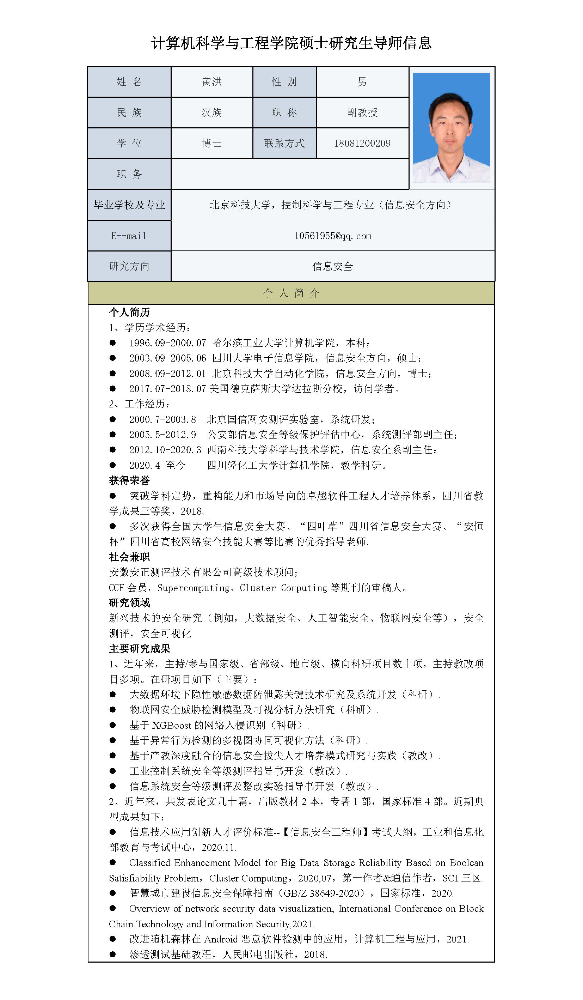 计算机科学与工程学院硕士研究生导师信息
姓 名 黄洪 性 别 男
民 族 汉族 职 称 副教授
学 位 博士 联系方式 18081200209
职 务
毕业学校及专业 北京科技大学，控制科学与工程专业（信息安全方向）
E--mail 10561955@qq.com
研究方向 信息安全
个 人 简 介
个人简历
1、学历学术经历：
● 1996.09-2000.07 哈尔滨工业大学计算机学院，本科；
● 2003.09-2005.06 四川大学电子信息学院，信息安全方向，硕士；
● 2008.09-2012.01 北京科技大学自动化学院，信息安全方向，博士；
● 2017.07-2018.07 美国德克萨斯大学达拉斯分校，访问学者。
2、工作经历：
● 2000.7-2003.8 北京国信网安测评实验室，系统研发；
● 2005.5-2012.9 公安部信息安全等级保护评估中心，系统测评部副主任；
● 2012.10-2020.3 西南科技大学科学与技术学院，信息安全系副主任；
● 2020.4-至今 四川轻化工大学计算机学院，教学科研。
获得荣誉
● 突破学科定势，重构能力和市场导向的卓越软件工程人才培养体系，四川省教
学成果三等奖，2018.
● 多次获得全国大学生信息安全大赛、“四叶草”四川省信息安全大赛、“安恒
杯”四川省高校网络安全技能大赛等比赛的优秀指导老师.
社会兼职
安徽安正测评技术有限公司高级技术顾问；
CCF 会员，Supercomputing、Cluster Computing 等期刊的审稿人。
研究领域
新兴技术的安全研究（例如，大数据安全、人工智能安全、物联网安全等），安全
测评，安全可视化
主要研究成果
1、近年来，主持/参与国家级、省部级、地市级、横向科研项目数十项，主持教改项
目多项。在研项目如下（主要）：
● 大数据环境下隐性敏感数据防泄露关键技术研究及系统开发（科研）.
● 物联网安全威胁检测模型及可视分析方法研究（科研）.
● 基于 XGBoost 的网络入侵识别（科研）.
● 基于异常行为检测的多视图协同可视化方法（科研）.
● 基于产教深度融合的信息安全拔尖人才培养模式研究与实践（教改）.
● 工业控制系统安全等级测评指导书开发（教改）.
● 信息系统安全等级测评及整改实验指导书开发（教改）.
2、近年来，共发表论文几十篇，出版教材 2 本，专著 1 部，国家标准 4 部。近期典
型成果如下：
● 信息技术应用创新人才评价标准--【信息安全工程师】考试大纲，工业和信息化
部教育与考试中心，2020.11.
● Classified Enhancement Model for Big Data Storage Reliability Based on Boolean
Satisfiability Problem，Cluster Computing，2020,07，第一作者&通信作者，SCI 三区.
● 智慧城市建设信息安全保障指南（GB/Z 38649-2020），国家标准，2020.
● Overview of network security data visualization, International Conference on Block
Chain Technology and Information Security,2021.
● 改进随机森林在 Android 恶意软件检测中的应用，计算机工程与应用，2021.
● 渗透测试基础教程，人民邮电出版社，2018.